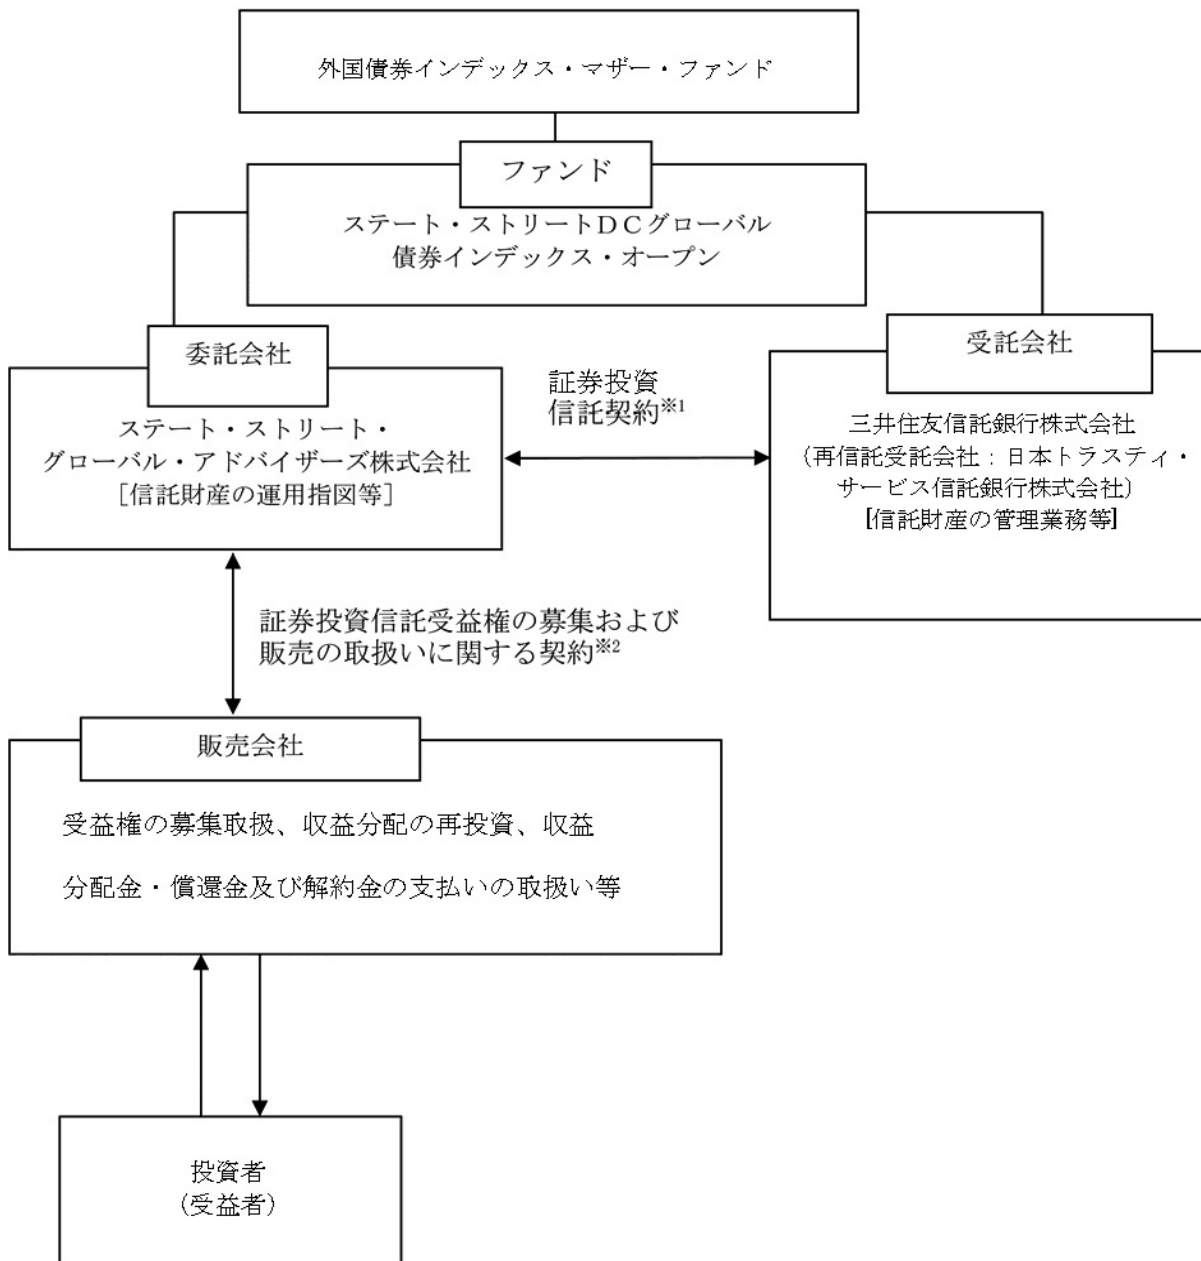 外国債券インデックス・マザー・ファンド
ファンド
ステート・ストリートＤＣグローバル
債券インデックス・オープン
委託会社
ステート・ストリート・
グローバル・アドバイザーズ株式会社
［信託財産の運用指図等］
証券投資
信託契約※1
受託会社
三井住友信託銀行株式会社
（再信託受託会社：日本トラスティ・
サービス信託銀行株式会社）
[信託財産の管理業務等]
証券投資信託受益権の募集および
販売の取扱いに関する契約※2
販売会社
受益権の募集取扱、収益分配の再投資、収益
分配金・償還金及び解約金の支払いの取扱い等
投資者
（受益者）